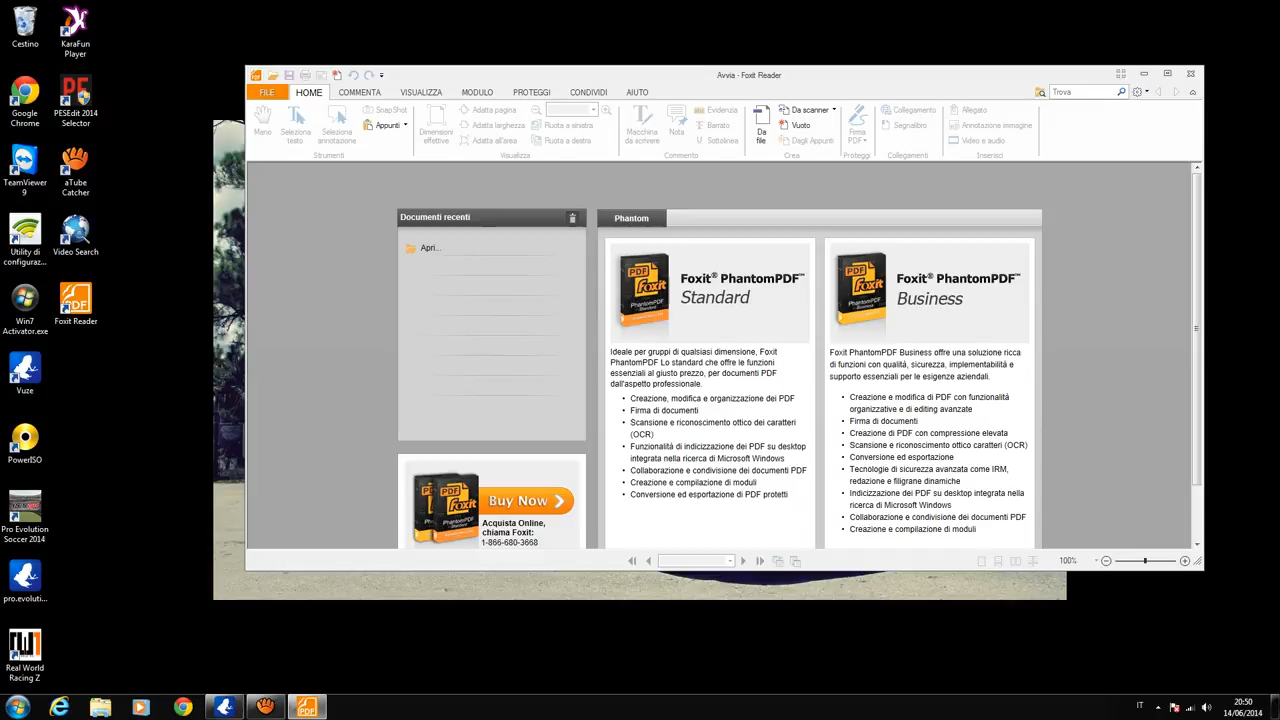 Cestino
KaraFun
Player
Google
Chrome
PESEdit 2014
Selector
TeamViewer
9
aTube
Catcher
Utility di
configuraz...
Video Search
Win7
Activator.exe
Foxit Reader
Vuze
PowerISO
Pro Evolution
Soccer 2014
pro.evoluti...
Real World
Racing Z
Avvia - Foxit Reader
FILE HOME COMMENTA VISUALIZZA MODULO PROTEGGI CONDIVIDI AIUTO
Trova
Mano
Seleziona
testo
Seleziona
annotazione
SnapShot
Appunti
Strumenti
Dimensioni
effettive
Adatta pagina
Adatta larghezza
Adatta all'area
Ruota a sinistra
Ruota a destra
Visualizza
Macchina
da scrivere
Nota
Evidenzia
Barrato
Sottolinea
Commento
Da
file
Da scanner
Vuoto
Dagli Appunti
Crea
Firma
PDF
Proteggi
Collegamento
Segnalibro
Collegamenti
Allegato
Annotazione immagine
Video e audio
Inserisci
Documenti recenti
Apri...
Phantom
Foxit® PhantomPDF™
Standard
Ideale per gruppi di qualsiasi dimensione, Foxit
PhantomPDF Lo standard che offre le funzioni
essenziali al giusto prezzo, per documenti PDF
dall'aspetto professionale.
• Creazione, modifica e organizzazione dei PDF
• Firma di documenti
• Scansione e riconoscimento ottico dei caratteri
(OCR)
• Funzionalità di indicizzazione dei PDF su desktop
integrata nella ricerca di Microsoft Windows
• Collaborazione e condivisione dei documenti PDF
• Creazione e compilazione di moduli
• Conversione ed esportazione di PDF protetti
Foxit® PhantomPDF™
Business
Foxit PhantomPDF Business offre una soluzione ricca
di funzioni con qualità, sicurezza, implementabilità e
supporto essenziali per le esigenze aziendali.
• Creazione e modifica di PDF con funzionalità
organizzative e di editing avanzate
• Firma di documenti
• Creazione di PDF con compressione elevata
• Scansione e riconoscimento ottico caratteri (OCR)
• Conversione ed esportazione
• Tecnologie di sicurezza avanzata come IRM,
redazione e filigrane dinamiche
• Indicizzazione dei PDF su desktop integrata nella
ricerca di Microsoft Windows
• Collaborazione e condivisione dei documenti PDF
• Creazione e compilazione di moduli
Buy Now
Acquista Online,
chiama Foxit:
1-866-680-3668
100%
IT
20:50
14/06/2014